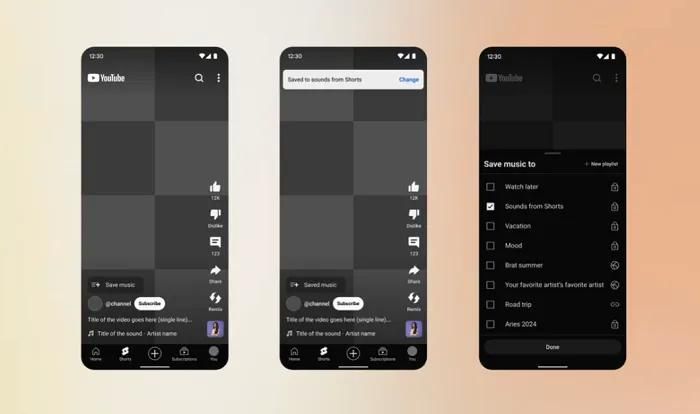 12:30
YouTube
12K
Dislike
123
Share
Remix
Save music
@channel
Subscribe
Title of the video goes here (single line)...
Title of the sound · Artist name
Home
Shorts
Subscriptions
You
12:30
Saved to sounds from Shorts
Change
12K
Dislike
123
Share
Remix
Saved music
@channel
Subscribe
Title of the video goes here (single line)...
Title of the sound · Artist name
Home
Shorts
Subscriptions
You
12:30
YouTube
Save music to
+ New playlist
Watch later
Sounds from Shorts
Vacation
Mood
Brat summer
Your favorite artist's favorite artist
Road trip
Aries 2024
Done